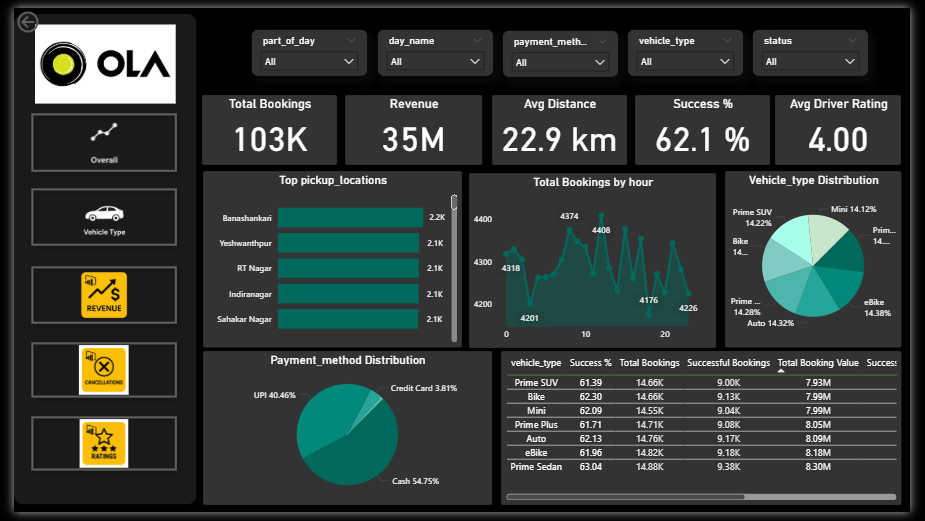 OLA
Overall
Vehicle Type
REVENUE
CANCELLATIONS
RATINGS
part_of_day
All
day_name
All
payment_meth...
All
vehicle_type
All
status
All
Total Bookings
103K
Revenue
35M
Avg Distance
22.9 km
Success %
62.1 %
Avg Driver Rating
4.00
Top pickup_locations
Banashankari 2.2K
Yeshwanthpur 2.1K
RT Nagar 2.1K
Indiranagar 2.1K
Sahakar Nagar 2.1K
Total Bookings by hour
4400
4300
4200
4318
4201
4374
4408
4176
4226
0 10 20
Vehicle_type Distribution
Mini 14.12%
Prim...
14....
eBike
14.38%
Auto 14.32%
Prime ...
14.28%
Bike
14....
Prime SUV
14.22%
Payment_method Distribution
UPI 40.46%
Credit Card 3.81%
Cash 54.75%
vehicle_type Success % Total Bookings Successful Bookings Total Booking Value Success
Prime SUV 61.39 14.66K 9.00K 7.93M
Bike 62.30 14.66K 9.13K 7.99M
Mini 62.09 14.55K 9.04K 7.99M
Prime Plus 61.71 14.71K 9.08K 8.05M
Auto 62.13 14.76K 9.17K 8.09M
eBike 61.96 14.82K 9.18K 8.18M
Prime Sedan 63.04 14.88K 9.38K 8.30M